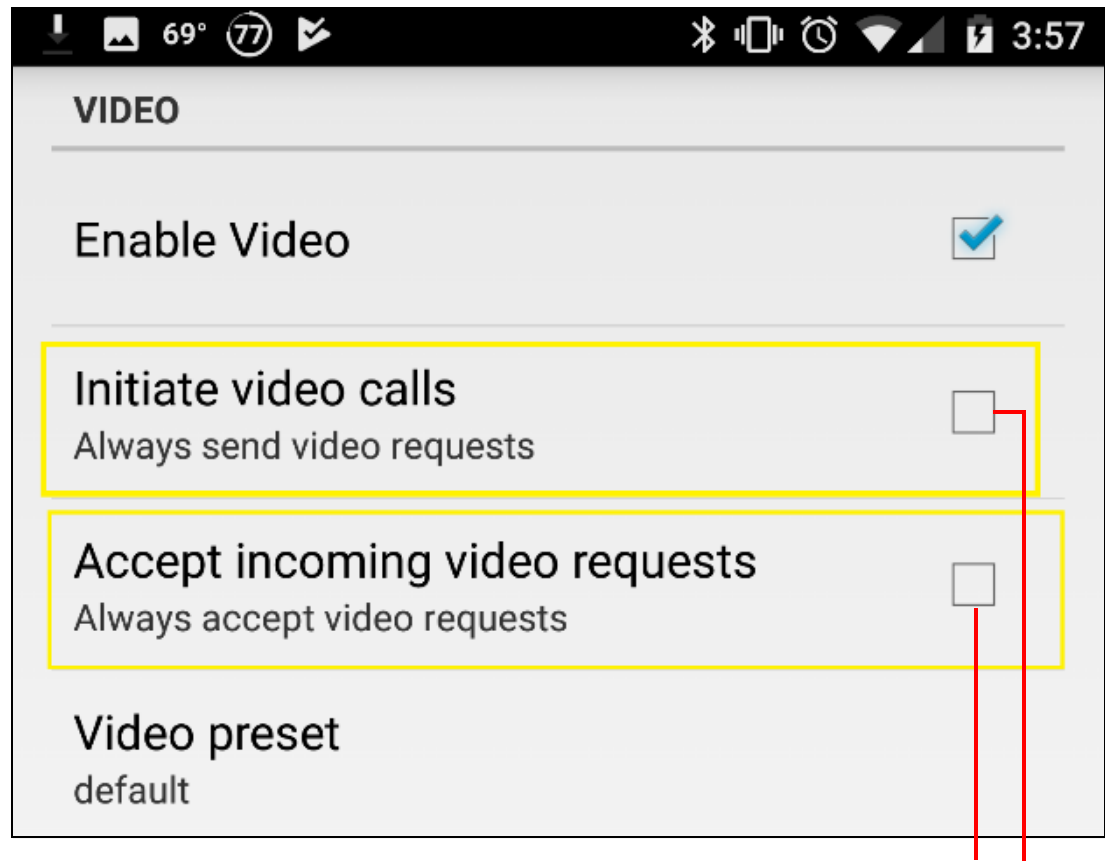 69° 77 3:57
VIDEO
Enable Video
Initiate video calls
Always send video requests
Accept incoming video requests
Always accept video requests
Video preset
default